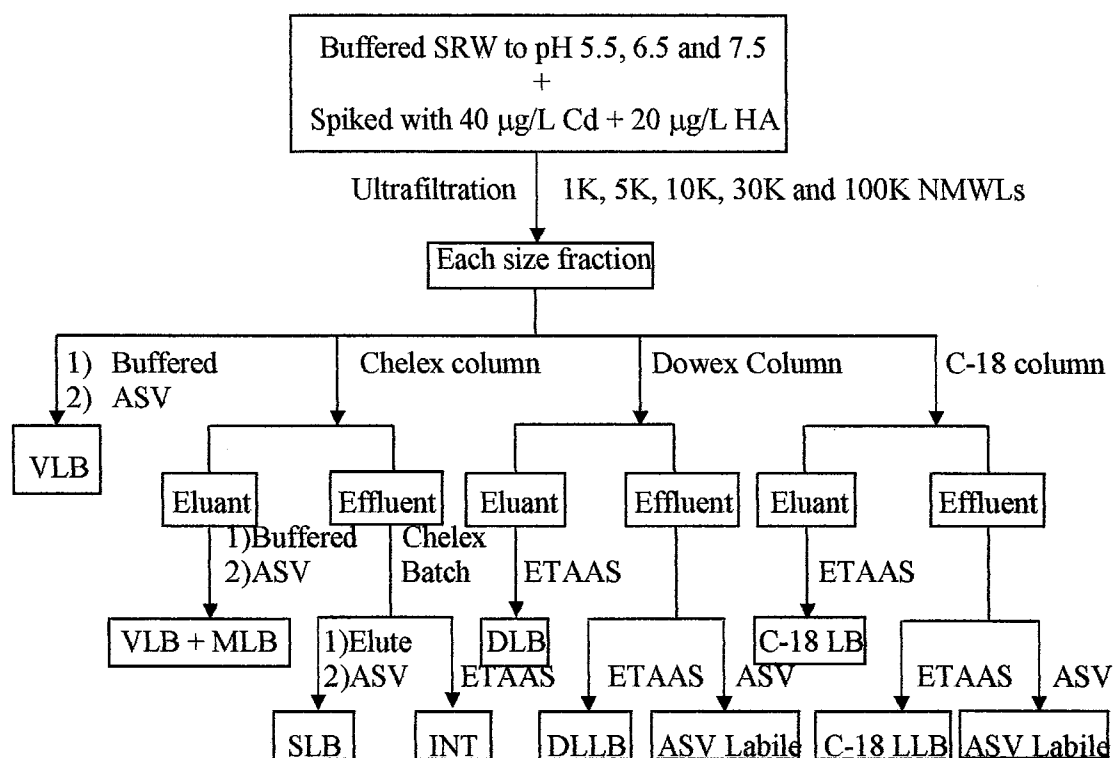 Buffered SRW to pH 5.5, 6.5 and 7.5
+
Spiked with 40 µg/L Cd + 20 µg/L HA
Ultrafiltration 1K, 5K, 10K, 30K and 100K NMWLs
Each size fraction
1) Buffered
2) ASV
Chelex column
Dowex Column
C-18 column
VLB
Eluant
Effluent
Eluant
Effluent
Eluant
Effluent
1)Buffered
2)ASV
Chelex
Batch
ETAAS
ETAAS
VLB + MLB
DLB
C-18 LB
1)Elute
2)ASV
ETAAS
ETAAS
ASV
ETAAS
ASV
SLB
INT
DLLB
ASV Labile
C-18 LLB
ASV Labile